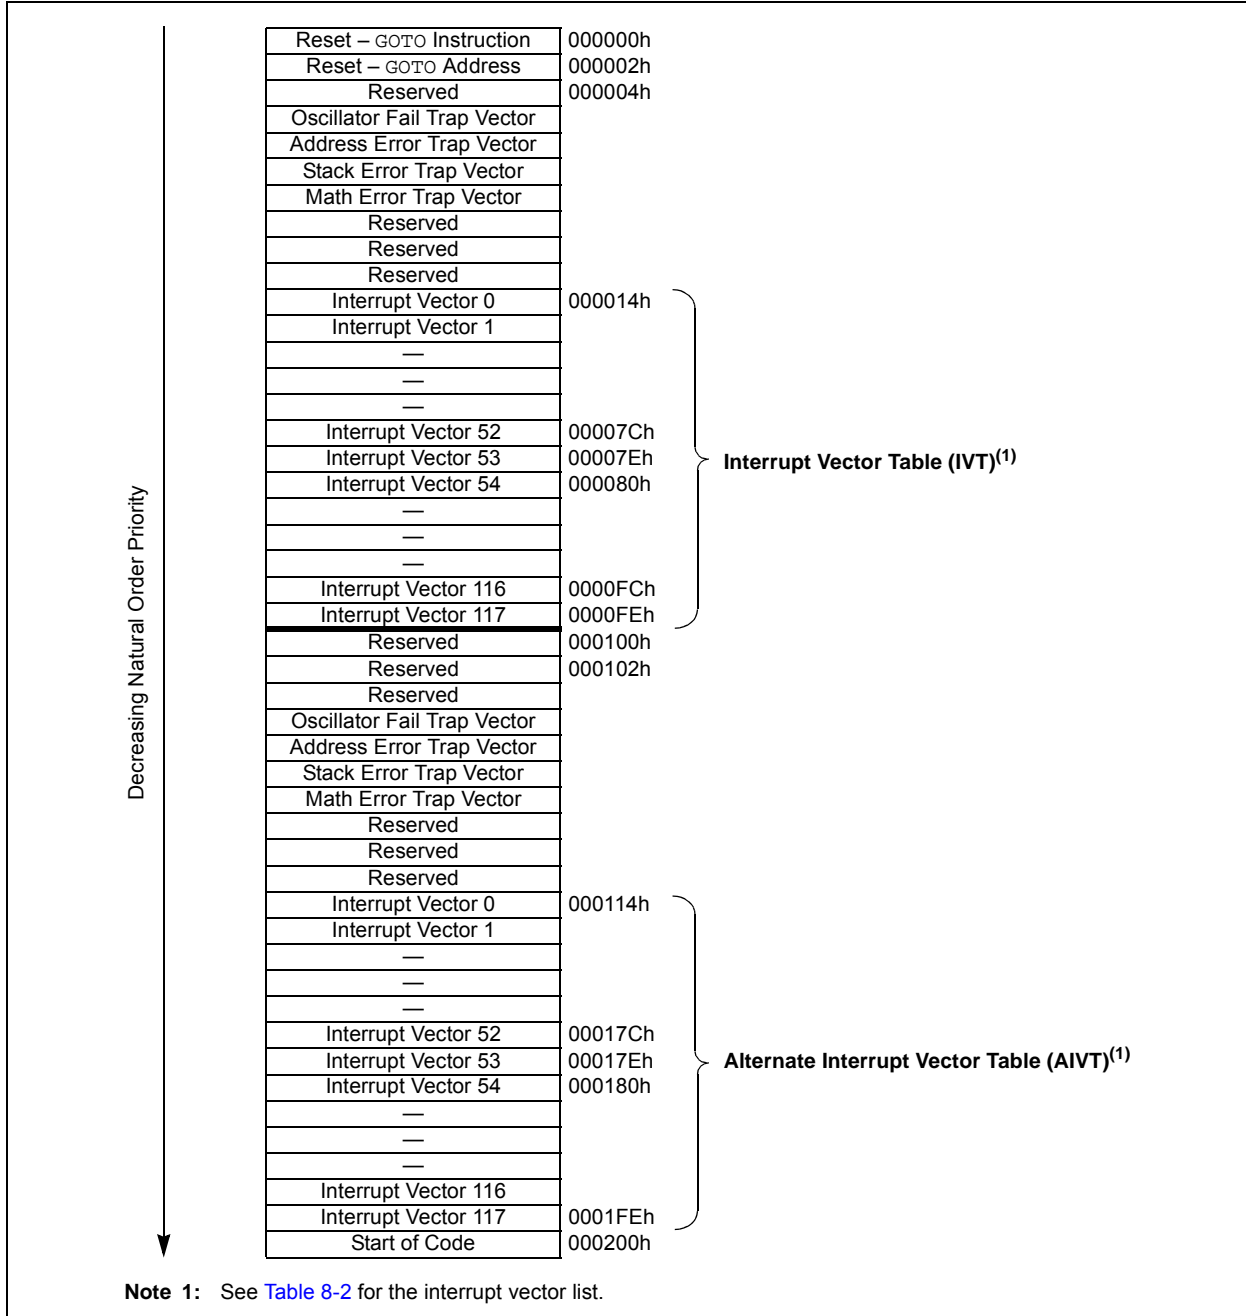 Decreasing Natural Order Priority
Reset – GOTO Instruction 000000h
Reset – GOTO Address 000002h
Reserved 000004h
Oscillator Fail Trap Vector
Address Error Trap Vector
Stack Error Trap Vector
Math Error Trap Vector
Reserved
Reserved
Reserved
Interrupt Vector 0 000014h
Interrupt Vector 1
—
—
—
Interrupt Vector 52 00007Ch
Interrupt Vector 53 00007Eh
Interrupt Vector 54 000080h
—
—
—
Interrupt Vector 116 0000FCh
Interrupt Vector 117 0000FEh
Interrupt Vector Table (IVT)(1)
Reserved 000100h
Reserved 000102h
Reserved
Oscillator Fail Trap Vector
Address Error Trap Vector
Stack Error Trap Vector
Math Error Trap Vector
Reserved
Reserved
Reserved
Interrupt Vector 0 000114h
Interrupt Vector 1
—
—
—
Interrupt Vector 52 00017Ch
Interrupt Vector 53 00017Eh
Interrupt Vector 54 000180h
—
—
—
Interrupt Vector 116
Interrupt Vector 117 0001FEh
Alternate Interrupt Vector Table (AIVT)(1)
Start of Code 000200h
Note 1: See Table 8-2 for the interrupt vector list.